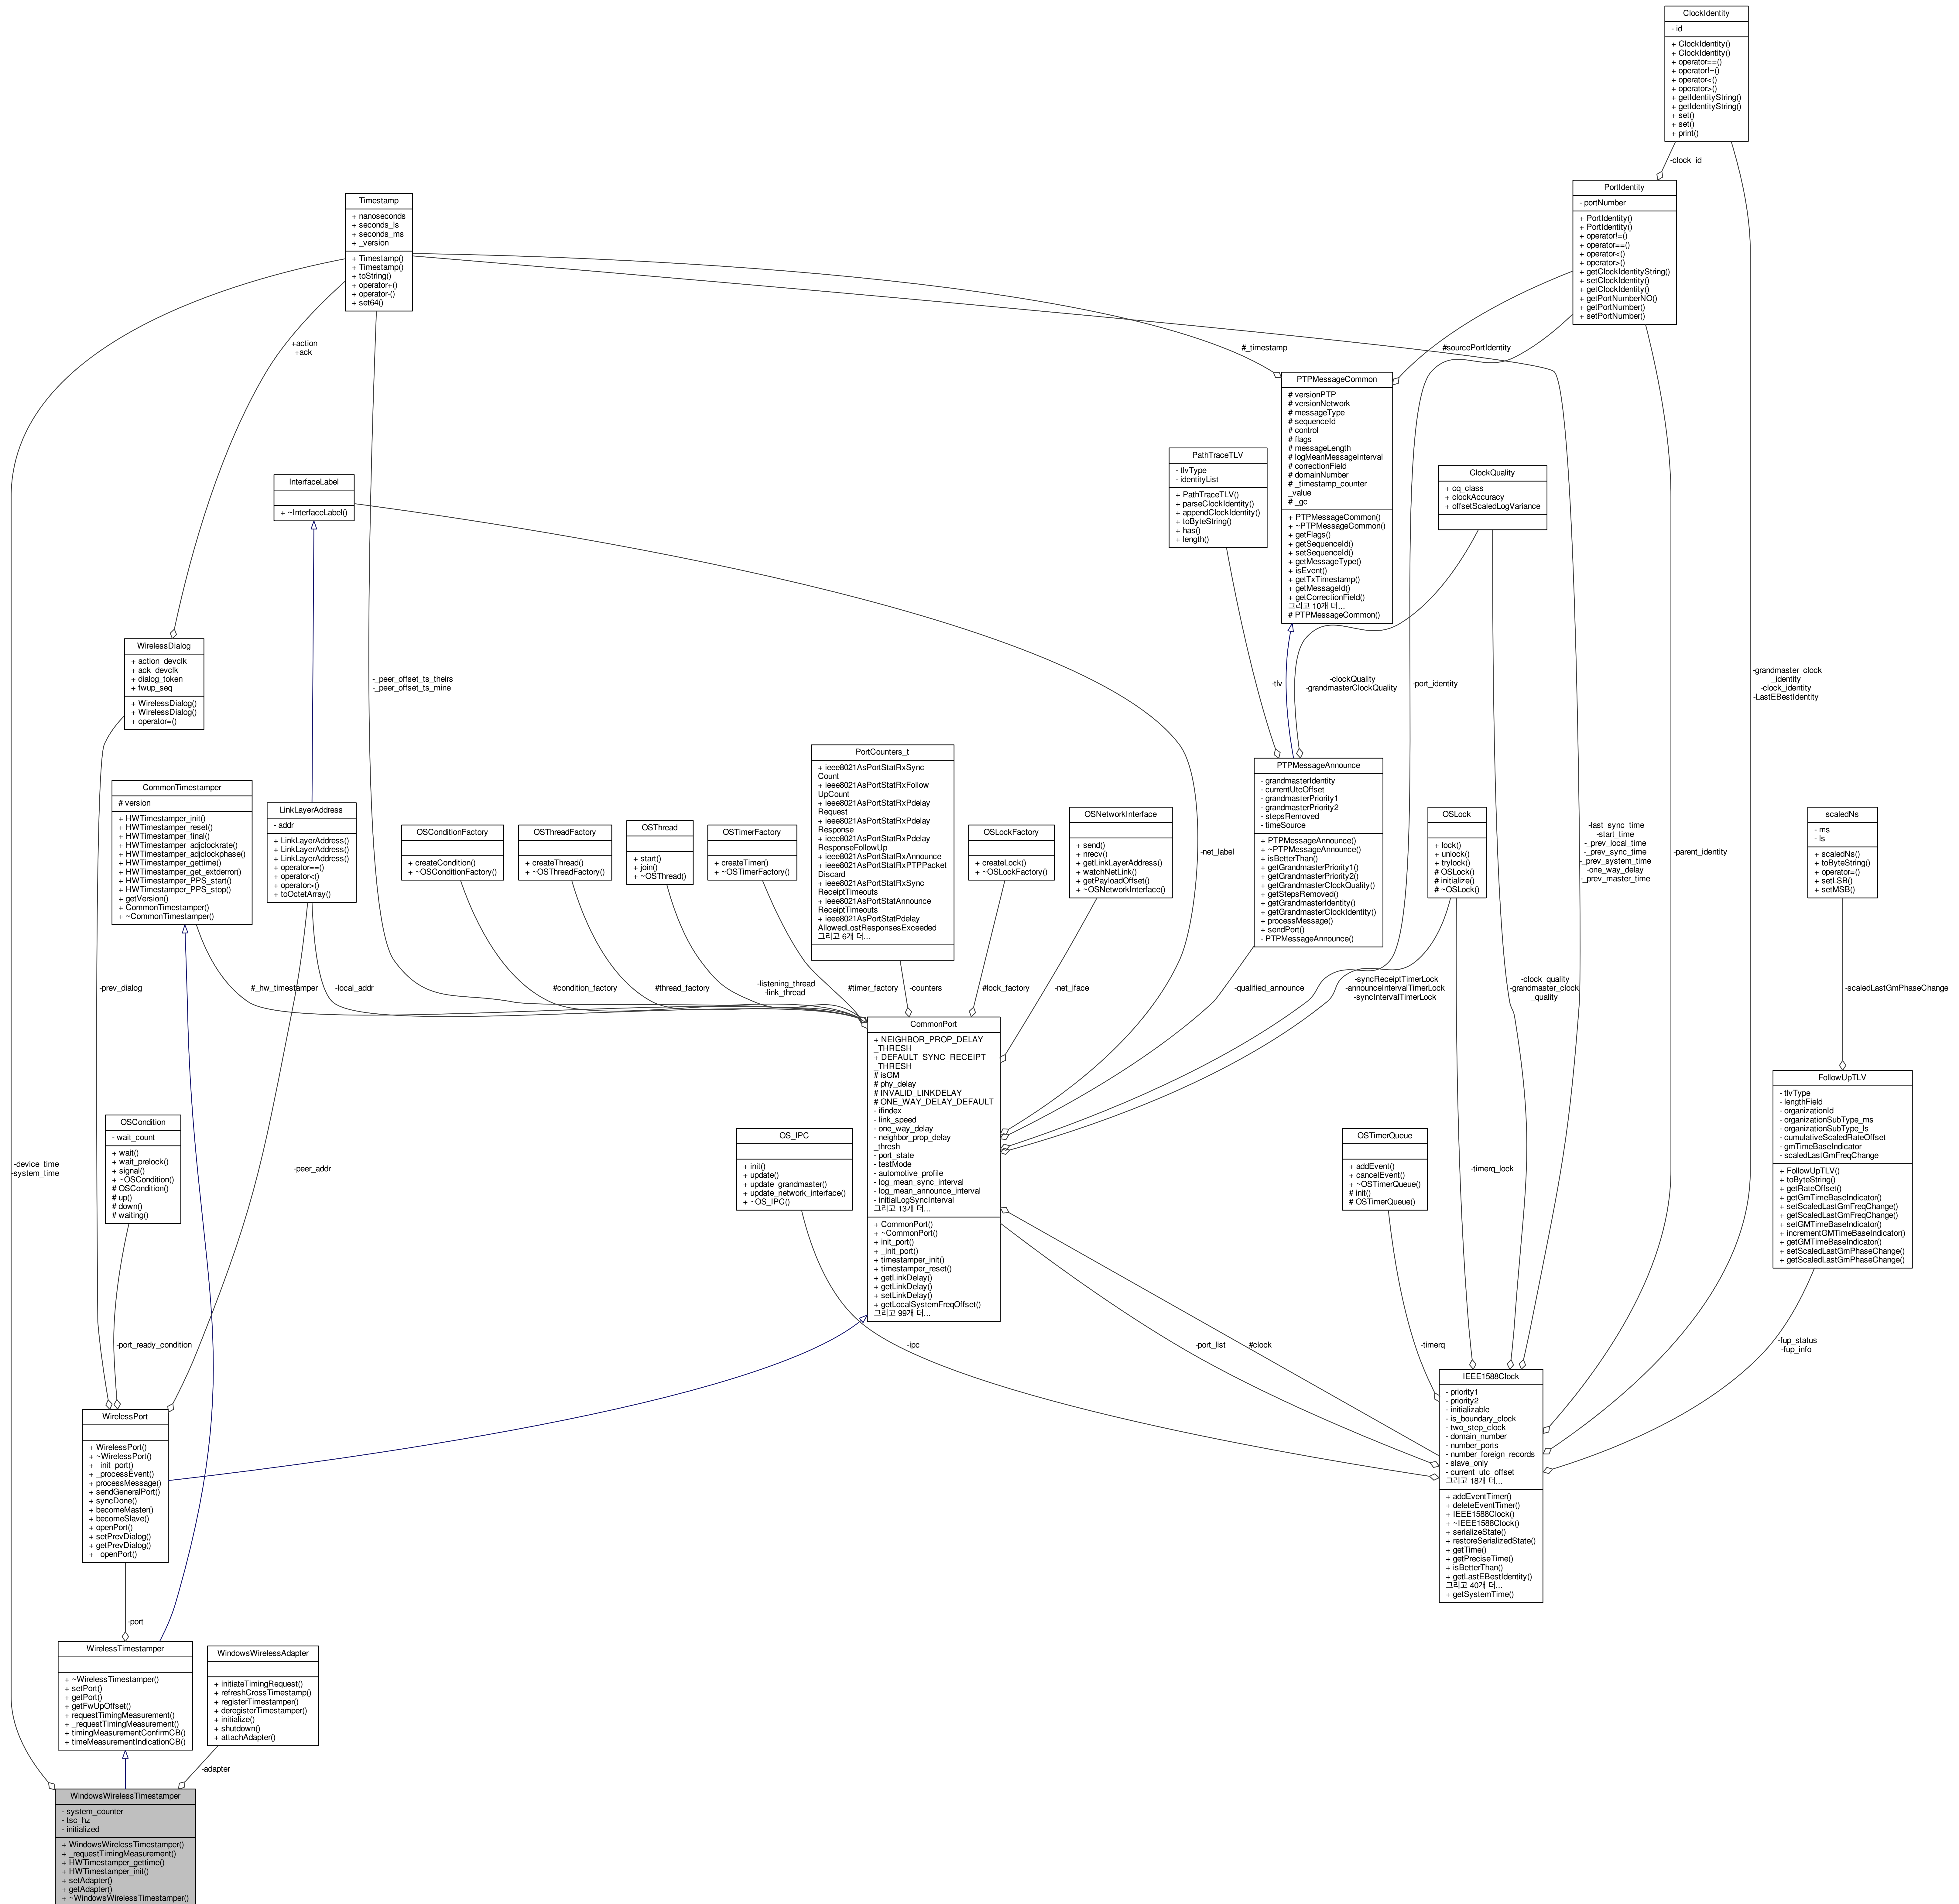 ClockIdentity
- id
+ ClockIdentity()
+ ClockIdentity()
+ operator==()
+ operator!=()
+ operator<()
+ operator>()
+ getIdentityString()
+ getIdentityString()
+ set()
+ set()
+ print()
-clock_id
PortIdentity
- portNumber
+ PortIdentity()
+ PortIdentity()
+ operator!=()
+ operator==()
+ operator<()
+ operator>()
+ getClockIdentityString()
+ setClockIdentity()
+ getClockIdentity()
+ getPortNumberNO()
+ getPortNumber()
+ setPortNumber()
Timestamp
+ nanoseconds
+ seconds_ls
+ seconds_ms
+ _version
+ Timestamp()
+ Timestamp()
+ toString()
+ operator+()
+ operator-()
+ set64()
+action
+ack
#_timestamp
#sourcePortIdentity
PTPMessageCommon
# versionPTP
# versionNetwork
# messageType
# sequenceId
# control
# flags
# messageLength
# logMeanMessageInterval
# correctionField
# domainNumber
# _timestamp_counter
_value
# _gc
+ PTPMessageCommon()
+ ~PTPMessageCommon()
+ getFlags()
+ getSequenceId()
+ setSequenceId()
+ getMessageType()
+ isEvent()
+ getTxTimestamp()
+ getMessageId()
+ getCorrectionField()
그리고 10개 더...
# PTPMessageCommon()
PathTraceTLV
- tlvType
- identityList
+ PathTraceTLV()
+ parseClockIdentity()
+ appendClockIdentity()
+ toByteString()
+ has()
+ length()
ClockQuality
+ cq_class
+ clockAccuracy
+ offsetScaledLogVariance
InterfaceLabel
+ ~InterfaceLabel()
WirelessDialog
+ action_devclk
+ ack_devclk
+ dialog_token
+ fwup_seq
+ WirelessDialog()
+ WirelessDialog()
+ operator=()
-_peer_offset_ts_theirs
-_peer_offset_ts_mine
-tlv
-clockQuality
-grandmasterClockQuality
-port_identity
-grandmaster_clock
_identity
-clock_identity
-LastEBestIdentity
PortCounters_t
+ ieee8021AsPortStatRxSync
Count
+ ieee8021AsPortStatRxFollow
UpCount
+ ieee8021AsPortStatRxPdelay
Request
+ ieee8021AsPortStatRxPdelay
Response
+ ieee8021AsPortStatRxPdelay
ResponseFollowUp
+ ieee8021AsPortStatRxAnnounce
+ ieee8021AsPortStatRxPTPPacket
Discard
+ ieee8021AsPortStatRxSync
ReceiptTimeouts
+ ieee8021AsPortStatAnnounce
ReceiptTimeouts
+ ieee8021AsPortStatPdelay
AllowedLostResponsesExceeded
그리고 6개 더...
PTPMessageAnnounce
- grandmasterIdentity
- currentUtcOffset
- grandmasterPriority1
- grandmasterPriority2
- stepsRemoved
- timeSource
+ PTPMessageAnnounce()
+ ~PTPMessageAnnounce()
+ isBetterThan()
+ getGrandmasterPriority1()
+ getGrandmasterPriority2()
+ getGrandmasterClockQuality()
+ getStepsRemoved()
+ getGrandmasterIdentity()
+ getGrandmasterClockIdentity()
+ processMessage()
+ sendPort()
- PTPMessageAnnounce()
CommonTimestamper
# version
+ HWTimestamper_init()
+ HWTimestamper_reset()
+ HWTimestamper_final()
+ HWTimestamper_adjclockrate()
+ HWTimestamper_adjclockphase()
+ HWTimestamper_gettime()
+ HWTimestamper_get_extderror()
+ HWTimestamper_PPS_start()
+ HWTimestamper_PPS_stop()
+ getVersion()
+ CommonTimestamper()
+ ~CommonTimestamper()
LinkLayerAddress
- addr
+ LinkLayerAddress()
+ LinkLayerAddress()
+ LinkLayerAddress()
+ operator==()
+ operator<()
+ operator>()
+ toOctetArray()
OSConditionFactory
+ createCondition()
+ ~OSConditionFactory()
OSThreadFactory
+ createThread()
+ ~OSThreadFactory()
OSThread
+ start()
+ join()
+ ~OSThread()
OSTimerFactory
+ createTimer()
+ ~OSTimerFactory()
OSLockFactory
+ createLock()
+ ~OSLockFactory()
OSNetworkInterface
+ send()
+ nrecv()
+ getLinkLayerAddress()
+ watchNetLink()
+ getPayloadOffset()
+ ~OSNetworkInterface()
OSLock
+ lock()
+ unlock()
+ trylock()
# OSLock()
# initialize()
# ~OSLock()
scaledNs
- ms
- ls
+ scaledNs()
+ toByteString()
+ operator=()
+ setLSB()
+ setMSB()
-net_label
-last_sync_time
-start_time
-_prev_local_time
-_prev_sync_time
-_prev_system_time
-one_way_delay
-_prev_master_time
-parent_identity
-prev_dialog
#_hw_timestamper
-local_addr
#condition_factory
#thread_factory
-listening_thread
-link_thread
#timer_factory
-counters
#lock_factory
-net_iface
-qualified_announce
-syncReceiptTimerLock
-announceIntervalTimerLock
-syncIntervalTimerLock
-clock_quality
-grandmaster_clock
_quality
-scaledLastGmPhaseChange
CommonPort
+ NEIGHBOR_PROP_DELAY
_THRESH
+ DEFAULT_SYNC_RECEIPT
_THRESH
# isGM
# phy_delay
# INVALID_LINKDELAY
# ONE_WAY_DELAY_DEFAULT
- ifindex
- link_speed
- one_way_delay
- neighbor_prop_delay
_thresh
- port_state
- testMode
- automotive_profile
- log_mean_sync_interval
- log_mean_announce_interval
- initialLogSyncInterval
그리고 13개 더...
+ CommonPort()
+ ~CommonPort()
+ init_port()
+ _init_port()
+ timestamper_init()
+ timestamper_reset()
+ getLinkDelay()
+ getLinkDelay()
+ setLinkDelay()
+ getLocalSystemFreqOffset()
그리고 99개 더...
FollowUpTLV
- tlvType
- lengthField
- organizationId
- organizationSubType_ms
- organizationSubType_ls
- cumulativeScaledRateOffset
- gmTimeBaseIndicator
- scaledLastGmFreqChange
+ FollowUpTLV()
+ toByteString()
+ getRateOffset()
+ getGmTimeBaseIndicator()
+ setScaledLastGmFreqChange()
+ getScaledLastGmFreqChange()
+ setGMTimeBaseIndicator()
+ incrementGMTimeBaseIndicator()
+ getGMTimeBaseIndicator()
+ setScaledLastGmPhaseChange()
+ getScaledLastGmPhaseChange()
OSCondition
- wait_count
+ wait()
+ wait_prelock()
+ signal()
+ ~OSCondition()
# OSCondition()
# up()
# down()
# waiting()
OS_IPC
+ init()
+ update()
+ update_grandmaster()
+ update_network_interface()
+ ~OS_IPC()
OSTimerQueue
+ addEvent()
+ cancelEvent()
+ ~OSTimerQueue()
# init()
# OSTimerQueue()
-device_time
-system_time
-peer_addr
-timerq_lock
-port_ready_condition
-ipc
-port_list
#clock
-timerq
-fup_status
-fup_info
IEEE1588Clock
- priority1
- priority2
- initializable
- is_boundary_clock
- two_step_clock
- domain_number
- number_ports
- number_foreign_records
- slave_only
- current_utc_offset
그리고 18개 더...
+ addEventTimer()
+ deleteEventTimer()
+ IEEE1588Clock()
+ ~IEEE1588Clock()
+ serializeState()
+ restoreSerializedState()
+ getTime()
+ getPreciseTime()
+ isBetterThan()
+ getLastEBestIdentity()
그리고 40개 더...
+ getSystemTime()
WirelessPort
+ WirelessPort()
+ ~WirelessPort()
+ _init_port()
+ _processEvent()
+ processMessage()
+ sendGeneralPort()
+ syncDone()
+ becomeMaster()
+ becomeSlave()
+ openPort()
+ setPrevDialog()
+ getPrevDialog()
+ _openPort()
-port
WirelessTimestamper
+ ~WirelessTimestamper()
+ setPort()
+ getPort()
+ getFwUpOffset()
+ requestTimingMeasurement()
+ _requestTimingMeasurement()
+ timingMeasurementConfirmCB()
+ timeMeasurementIndicationCB()
WindowsWirelessAdapter
+ initiateTimingRequest()
+ refreshCrossTimestamp()
+ registerTimestamper()
+ deregisterTimestamper()
+ initialize()
+ shutdown()
+ attachAdapter()
-adapter
WindowsWirelessTimestamper
- system_counter
- tsc_hz
- initialized
+ WindowsWirelessTimestamper()
+ _requestTimingMeasurement()
+ HWTimestamper_gettime()
+ HWTimestamper_init()
+ setAdapter()
+ getAdapter()
+ ~WindowsWirelessTimestamper()